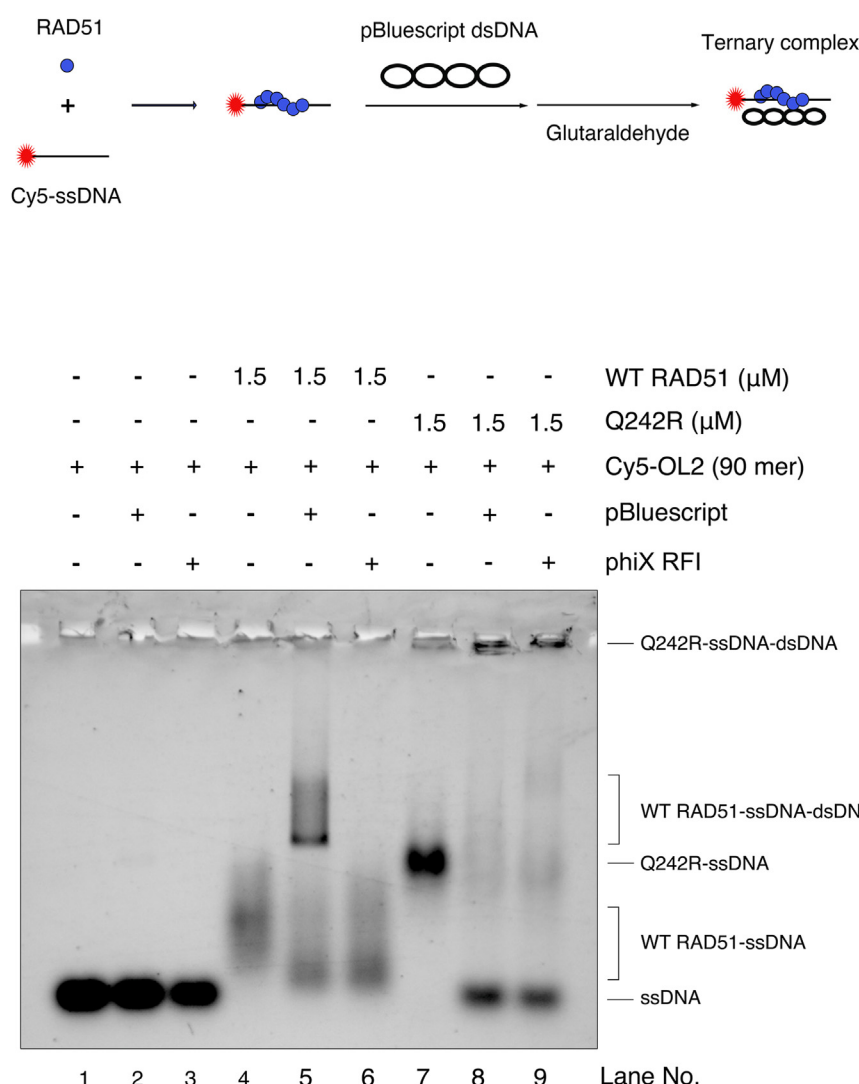 RAD51
+
Cy5-ssDNA
pBluescript dsDNA
Glutaraldehyde
Ternary complex
- - - 1.5 1.5 1.5 - - - WT RAD51 (μM)
- - - - - - 1.5 1.5 1.5 Q242R (μM)
+ + + + + + + + + Cy5-OL2 (90 mer)
- + - - + - - + - pBluescript
- - + - - + - - + phiX RFI
Q242R-ssDNA-dsDNA
WT RAD51-ssDNA-dsDN
Q242R-ssDNA
WT RAD51-ssDNA
ssDNA
1 2 3 4 5 6 7 8 9 Lane No.